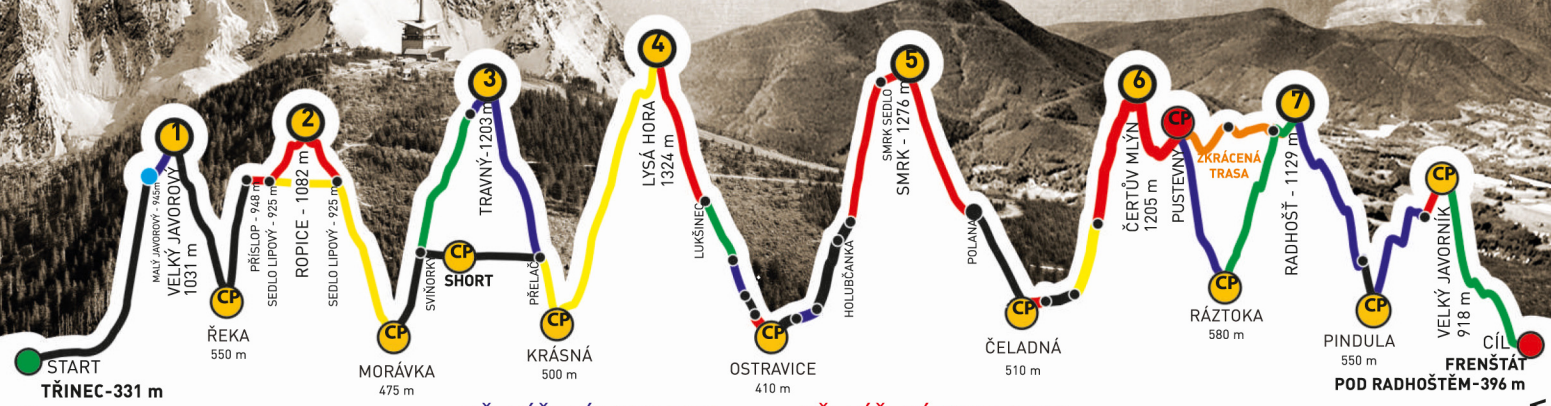 START
TŘINEC-331 m
MALÝ JAVOROVÝ - 945m
1
VELKÝ JAVOROVÝ
1031 m
CP
ŘEKA
550 m
PŘÍSLOP - 948 m
SEDLO LIPOVÝ - 925 m
2
ROPICE - 1082 m
SEDLO LIPOVÝ - 925 m
CP
MORÁVKA
475 m
SVIŇORKY
CP
SHORT
3
TRAVNÝ-1203 m
PŘELAČ
CP
KRÁSNÁ
500 m
4
LYSÁ HORA
1324 m
LUKŠINEC
CP
OSTRAVICE
410 m
HOLUBČANKA
SMRK SEDLO
5
SMRK - 1276 m
POLANA
CP
ČELADNÁ
510 m
6
ČERTŮV MLÝN
1205 m
CP
PUSTEVNY
ZKRÁCENÁ
TRASA
CP
RÁZTOKA
580 m
7
RADHOŠŤ - 1129 m
CP
PINDULA
550 m
CP
VELKÝ JAVORNÍK
918 m
CÍL
FRENŠTÁT
POD RADHOŠTĚM-396 m